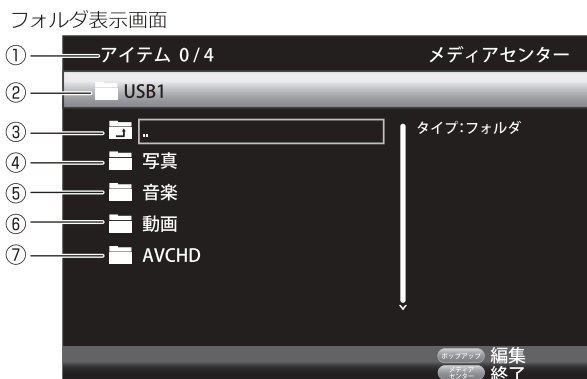 フォルダ表示画面
① アイテム 0/4 メディアセンター
② USB1
③ ..
タイプ:フォルダ
④ 写真
⑤ 音楽
⑥ 動画
⑦ AVCHD
ポップアップ 編集
メディアセンター 終了